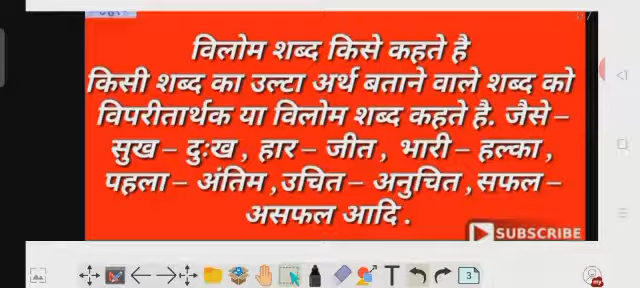 विलोम शब्द किसे कहते है
किसी शब्द का उल्टा अर्थ बताने वाले शब्द को
विपरीतार्थक या विलोम शब्द कहते है. जैसे –
सुख – दुःख , हार – जीत , भारी – हल्का ,
पहला – अंतिम ,उचित – अनुचित ,सफल –
असफल आदि .
SUBSCRIBE
T
3